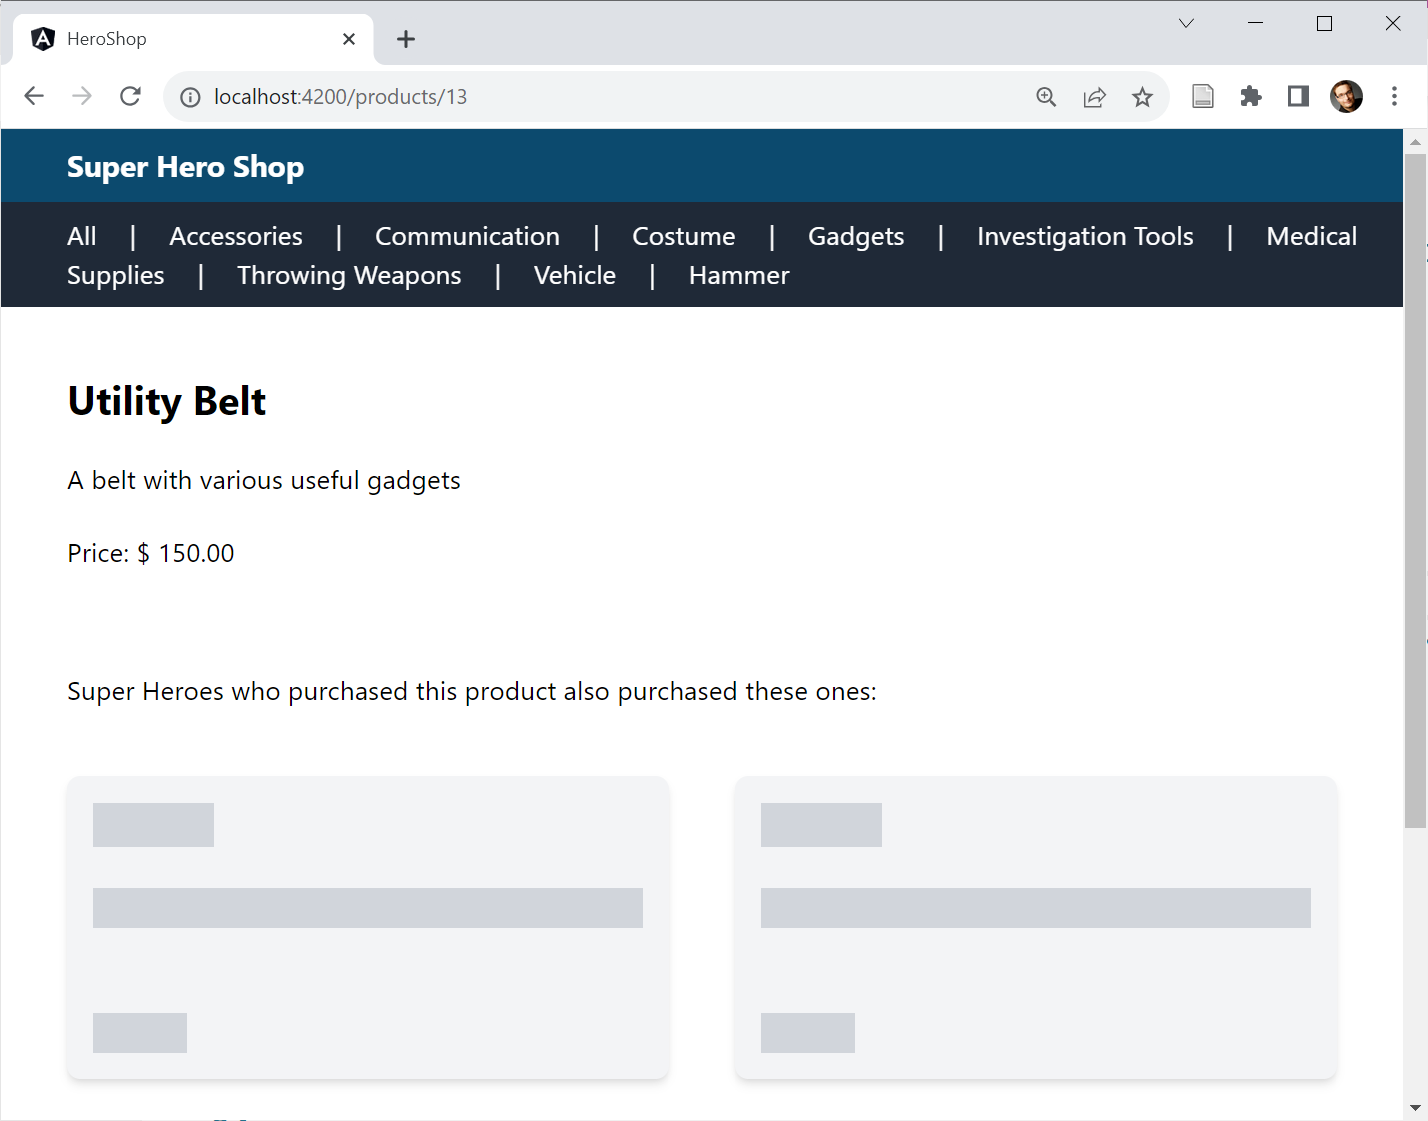 HeroShop
localhost:4200/products/13
Super Hero Shop
All | Accessories | Communication | Costume | Gadgets | Investigation Tools | Medical
Supplies | Throwing Weapons | Vehicle | Hammer
Utility Belt
A belt with various useful gadgets
Price: $ 150.00
Super Heroes who purchased this product also purchased these ones: